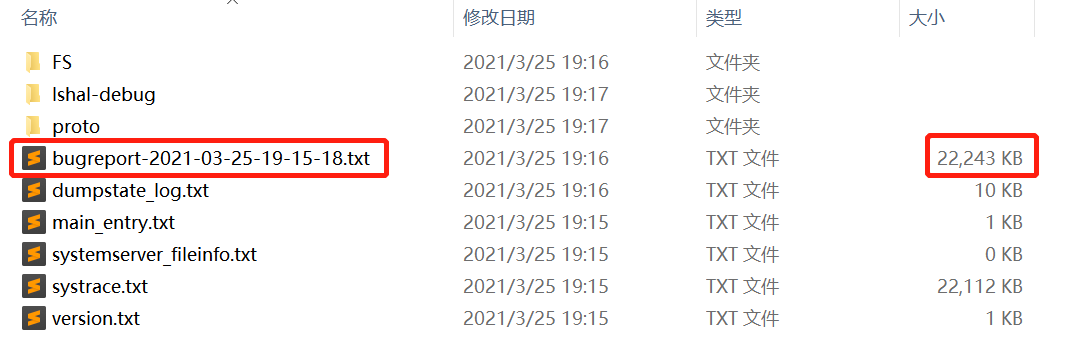 名称 修改日期 类型 大小
FS 2021/3/25 19:16 文件夹
lshal-debug 2021/3/25 19:17 文件夹
proto 2021/3/25 19:17 文件夹
bugreport-2021-03-25-19-15-18.txt 2021/3/25 19:16 TXT 文件 22,243 KB
dumpstate_log.txt 2021/3/25 19:16 TXT 文件 10 KB
main_entry.txt 2021/3/25 19:15 TXT 文件 1 KB
systemserver_fileinfo.txt 2021/3/25 19:15 TXT 文件 0 KB
systrace.txt 2021/3/25 19:15 TXT 文件 22,112 KB
version.txt 2021/3/25 19:15 TXT 文件 1 KB